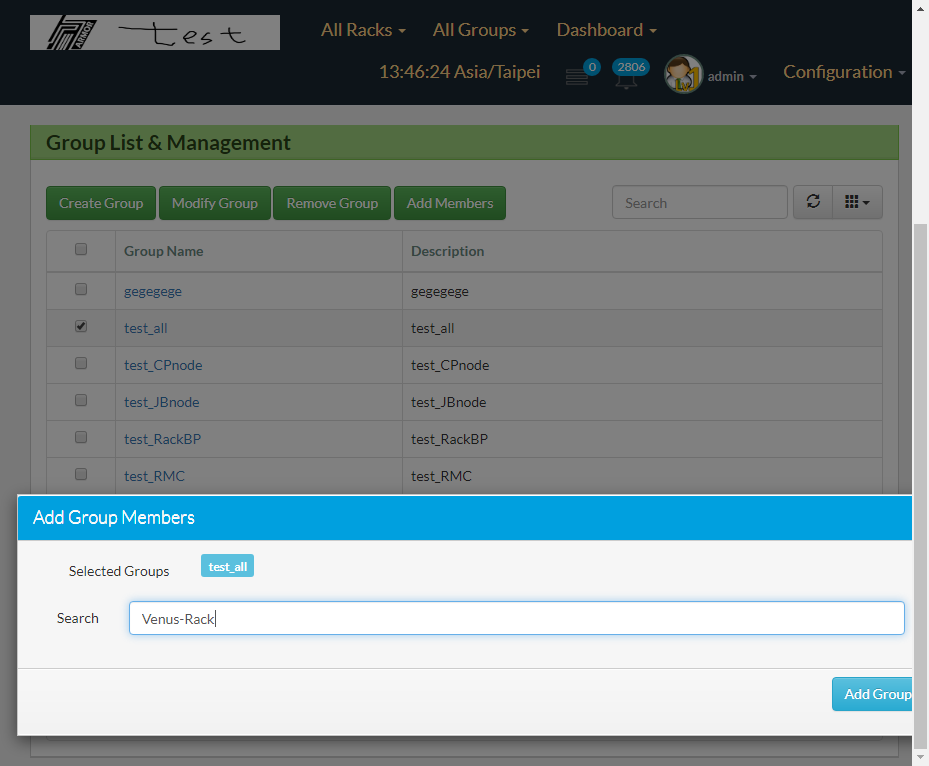 ARMOR test All Racks All Groups Dashboard
13:46:24 Asia/Taipei 0 2806 admin Configuration
Group List & Management
Create Group Modify Group Remove Group Add Members Search
Group Name Description
gegegege gegegege
test_all test_all
test_CPnode test_CPnode
test_JBnode test_JBnode
test_RackBP test_RackBP
test_RMC test_RMC
Add Group Members
Selected Groups test_all
Search Venus-Rack
Add Group